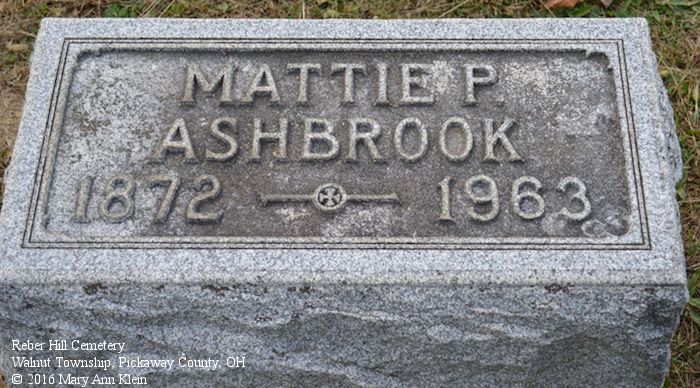 MATTIE P.
ASHBROOK
1872 1963
Reber Hill Cemetery
Walnut Township, Pickaway County, OH
© 2016 Mary Ann Klein